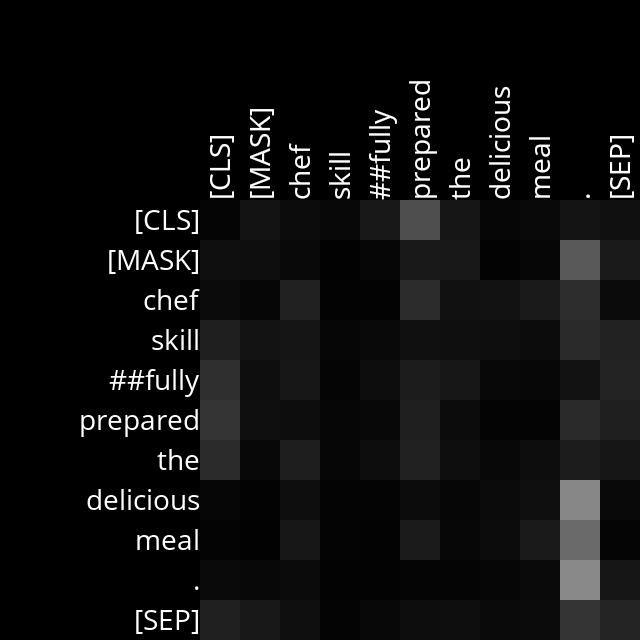 [CLS]
[MASK]
chef
skill
##fully
prepared
the
delicious
meal
.
[SEP]
[CLS]
[MASK]
chef
skill
##fully
prepared
the
delicious
meal
.
[SEP]